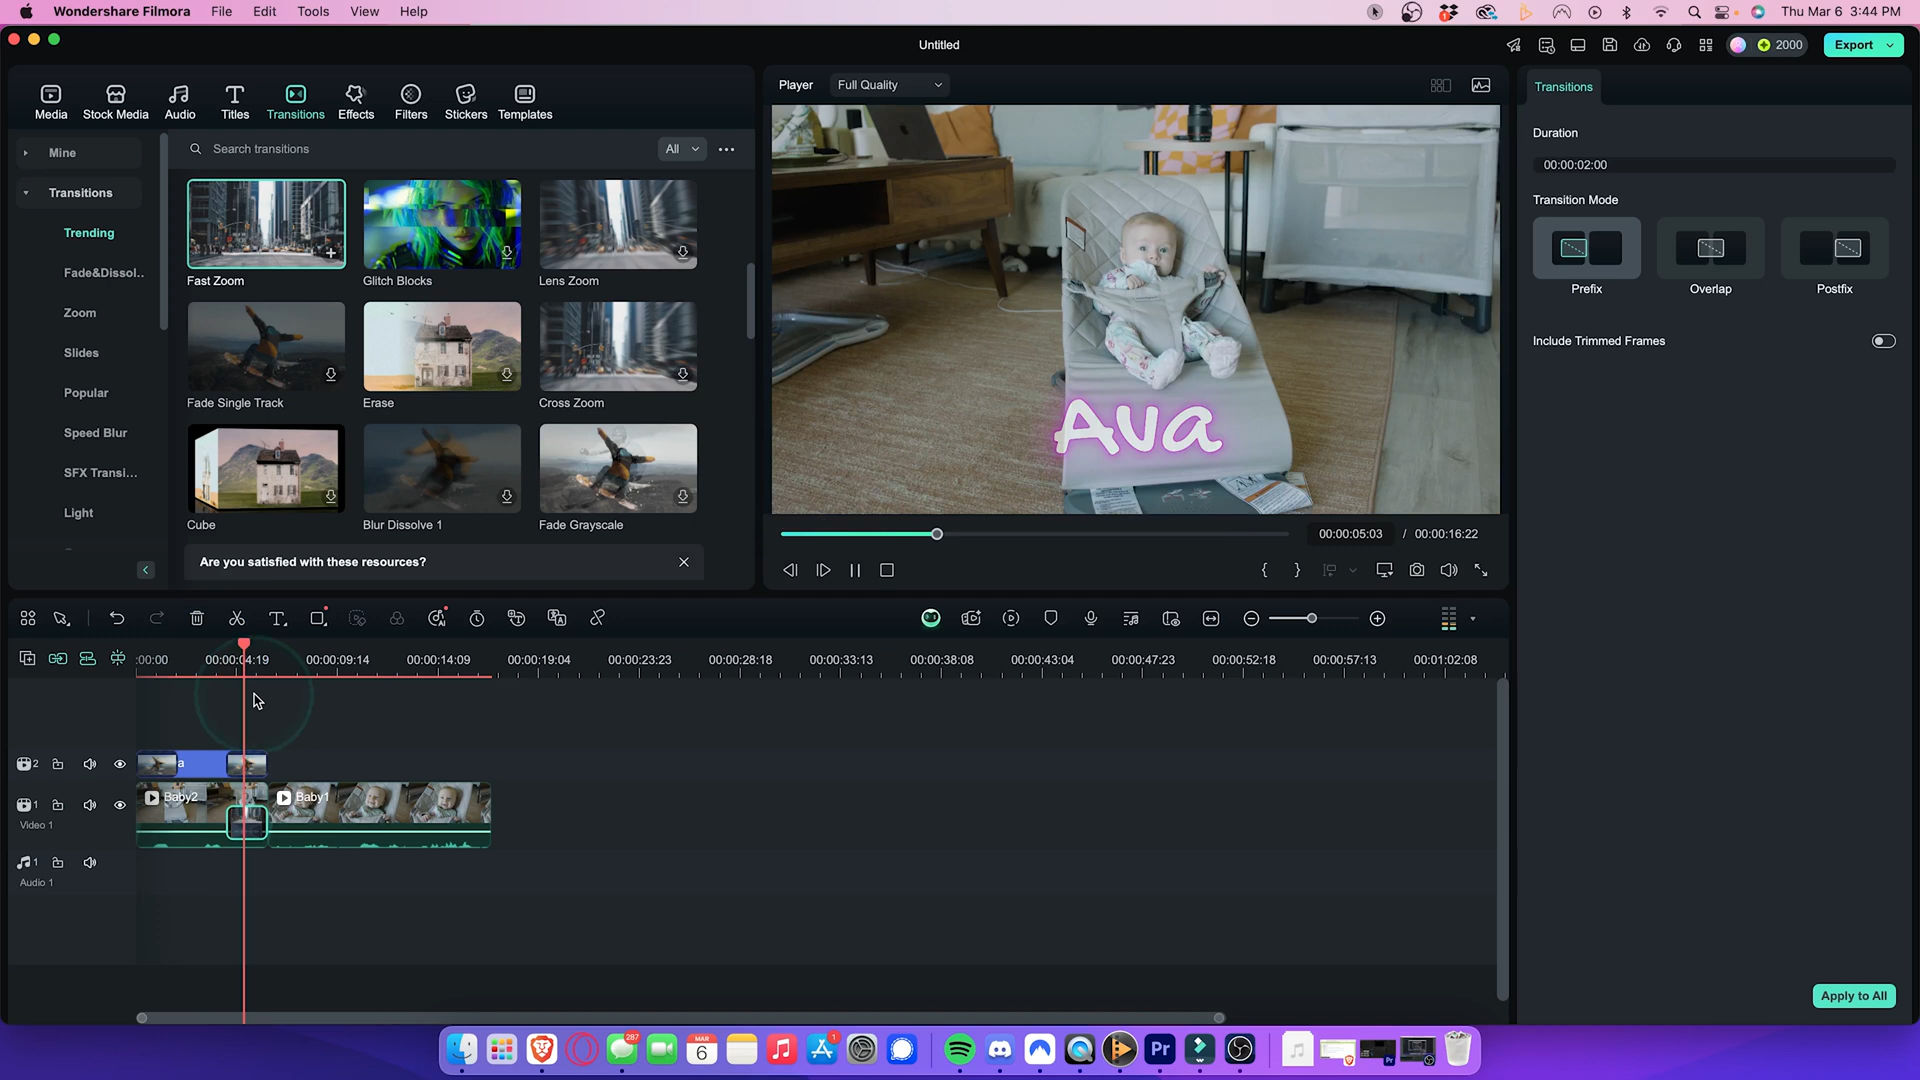 Wondershare Filmora File Edit Tools View Help
Thu Mar 6 3:44 PM
Untitled
2000
Export
Media
Stock Media
Audio
Titles
Transitions
Effects
Filters
Stickers
Templates
Mine
Transitions
Trending
Fade&Dissol..
Zoom
Slides
Popular
Speed Blur
SFX Transi...
Light
Search transitions
All
Fast Zoom
Glitch Blocks
Lens Zoom
Fade Single Track
Erase
Cross Zoom
Cube
Blur Dissolve 1
Fade Grayscale
Are you satisfied with these resources?
Player
Full Quality
Ava
00:00:05:03 / 00:00:16:22
Transitions
Duration
00:00:02:00
Transition Mode
Prefix
Overlap
Postfix
Include Trimmed Frames
Apply to All
:00:00 00:00:04:19 00:00:09:14 00:00:14:09 00:00:19:04 00:00:23:23 00:00:28:18 00:00:33:13 00:00:38:08 00:00:43:04 00:00:47:23 00:00:52:18 00:00:57:13 00:01:02:08
2
a
1
Baby2
Baby1
Video 1
1
Audio 1
287
MAR
6
1
Pr